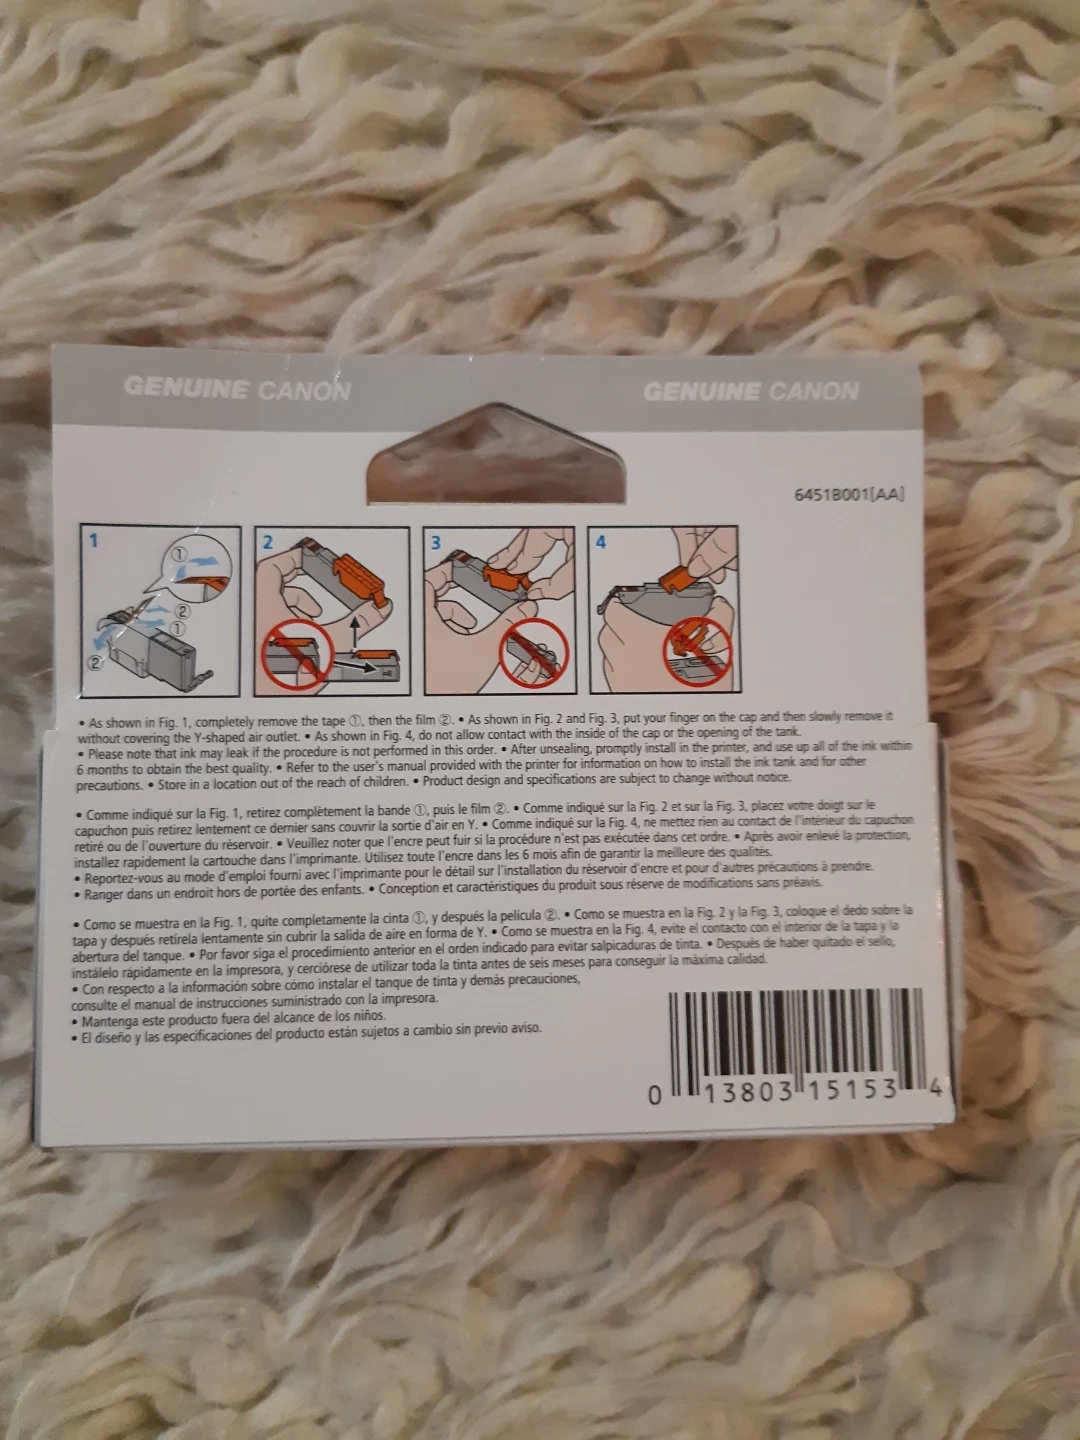 GENUINE CANON GENUINE CANON
6451B001[AA]
1 2 3 4
① ② ① ②
• As shown in Fig. 1, completely remove the tape ①, then the film ②. • As shown in Fig. 2 and Fig. 3, put your finger on the cap and then slowly remove it
without covering the Y-shaped air outlet. • As shown in Fig. 4, do not allow contact with the inside of the cap or the opening of the tank.
• Please note that ink may leak if the procedure is not performed in this order. • After unsealing, promptly install in the printer, and use up all of the ink within
6 months to obtain the best quality. • Refer to the user's manual provided with the printer for information on how to install the ink tank and for other
precautions. • Store in a location out of the reach of children. • Product design and specifications are subject to change without notice.
• Comme indiqué sur la Fig. 1, retirez complètement la bande ①, puis le film ②. • Comme indiqué sur la Fig. 2 et sur la Fig. 3, placez votre doigt sur le
capuchon puis retirez lentement ce dernier sans couvrir la sortie d'air en Y. • Comme indiqué sur la Fig. 4, ne mettez rien au contact de l'intérieur du capuchon
retiré ou de l'ouverture du réservoir. • Veuillez noter que l'encre peut fuir si la procédure n'est pas exécutée dans cet ordre. • Après avoir enlevé la protection,
installez rapidement la cartouche dans l'imprimante. Utilisez toute l'encre dans les 6 mois afin de garantir la meilleure des qualités.
• Reportez-vous au mode d'emploi fourni avec l'imprimante pour le détail sur l'installation du réservoir d'encre et pour d'autres précautions à prendre.
• Ranger dans un endroit hors de portée des enfants. • Conception et caractéristiques du produit sous réserve de modifications sans préavis.
• Como se muestra en la Fig. 1, quite completamente la cinta ①, y después la película ②. • Como se muestra en la Fig. 2 y la Fig. 3, coloque el dedo sobre la
tapa y después retírela lentamente sin cubrir la salida de aire en forma de Y. • Como se muestra en la Fig. 4, evite el contacto con el interior de la tapa y la
abertura del tanque. • Por favor siga el procedimiento anterior en el orden indicado para evitar salpicaduras de tinta. • Después de haber quitado el sello,
instálelo rápidamente en la impresora, y cerciórese de utilizar toda la tinta antes de seis meses para conseguir la máxima calidad.
• Con respecto a la información sobre cómo instalar el tanque de tinta y demás precauciones,
consulte el manual de instrucciones suministrado con la impresora.
• Mantenga este producto fuera del alcance de los niños.
• El diseño y las especificaciones del producto están sujetos a cambio sin previo aviso.
0 13803 15153 4